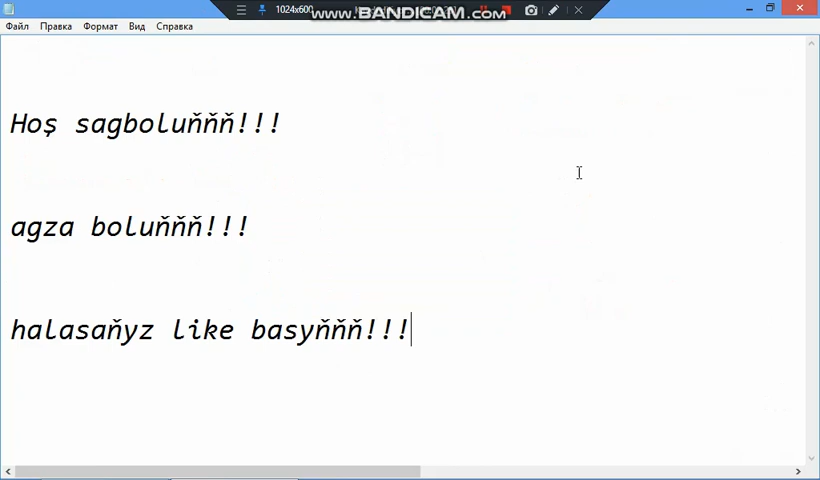 1024x600
www.BANDICAM.com
Файл Правка Формат Вид Справка
Hoş sagboluňňň!!!
agza boluňňň!!!
halasaňyz like basyňňň!!!